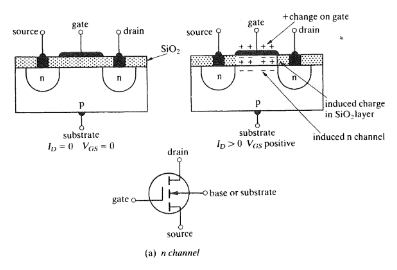 gate
source
drain
SiO₂
n
n
p
substrate
I_D = 0 V_GS = 0
+change on gate
gate
source
drain
+ + + +
n
n
p
induced charge
in SiO₂ layer
induced n channel
substrate
I_D > 0 V_GS positive
drain
gate
base or substrate
source
(a) n channel